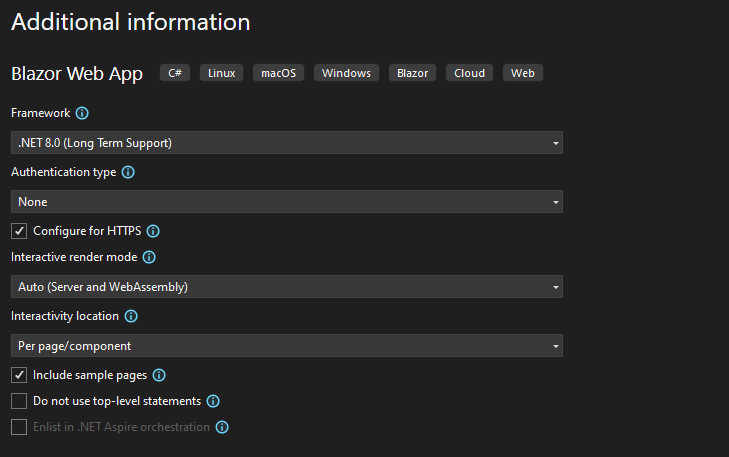 Additional information
Blazor Web App C# Linux macOS Windows Blazor Cloud Web
Framework
.NET 8.0 (Long Term Support)
Authentication type
None
Configure for HTTPS
Interactive render mode
Auto (Server and WebAssembly)
Interactivity location
Per page/component
Include sample pages
Do not use top-level statements
Enlist in .NET Aspire orchestration